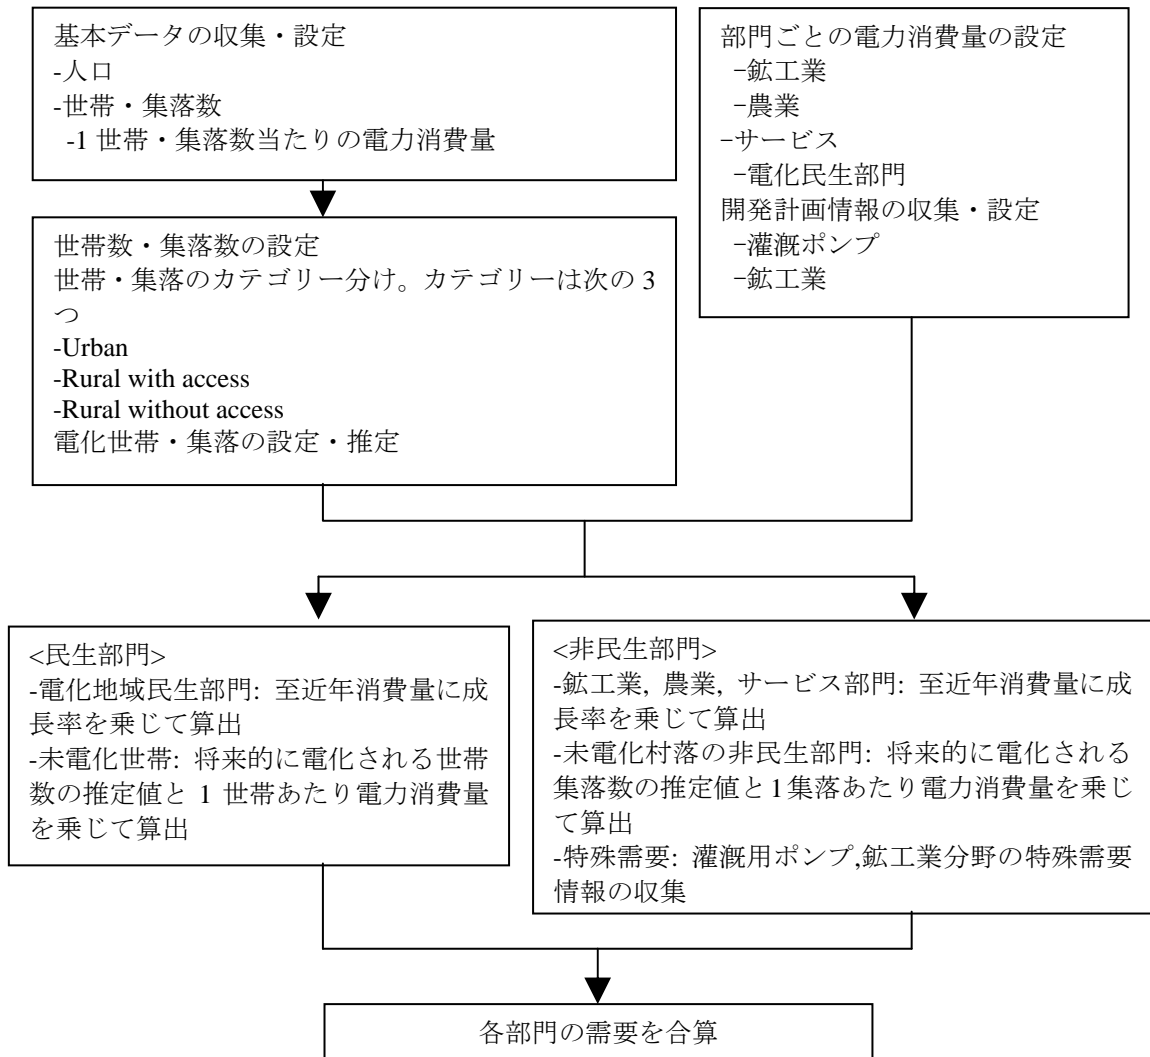 基本データの収集・設定
-人口
-世帯・集落数
-1 世帯・集落数当たりの電力消費量
部門ごとの電力消費量の設定
-鉱工業
-農業
-サービス
-電化民生部門
開発計画情報の収集・設定
-灌漑ポンプ
-鉱工業
世帯数・集落数の設定
世帯・集落のカテゴリー分け。カテゴリーは次の 3
つ
-Urban
-Rural with access
-Rural without access
電化世帯・集落の設定・推定
<民生部門>
-電化地域民生部門: 至近年消費量に成
長率を乗じて算出
-未電化世帯: 将来的に電化される世帯
数の推定値と 1 世帯あたり電力消費量
を乗じて算出
<非民生部門>
-鉱工業, 農業, サービス部門: 至近年消費量に成
長率を乗じて算出
-未電化村落の非民生部門: 将来的に電化される
集落数の推定値と1集落あたり電力消費量を乗じ
て算出
-特殊需要: 灌漑用ポンプ,鉱工業分野の特殊需要
情報の収集
各部門の需要を合算